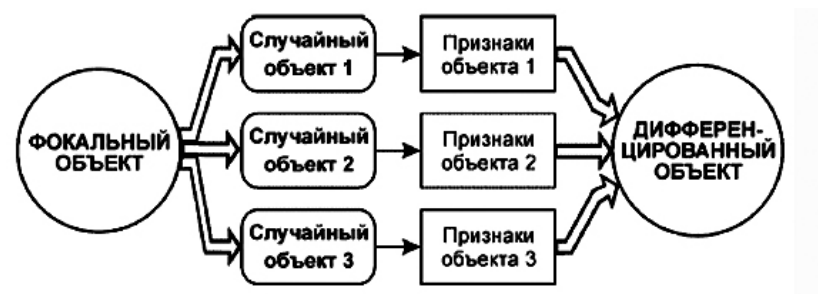 ФОКАЛЬНЫЙ
ОБЪЕКТ
Случайный
объект 1
Признаки
объекта 1
Случайный
объект 2
Признаки
объекта 2
Случайный
объект 3
Признаки
объекта 3
ДИФФЕРЕН-
ЦИРОВАННЫЙ
ОБЪЕКТ